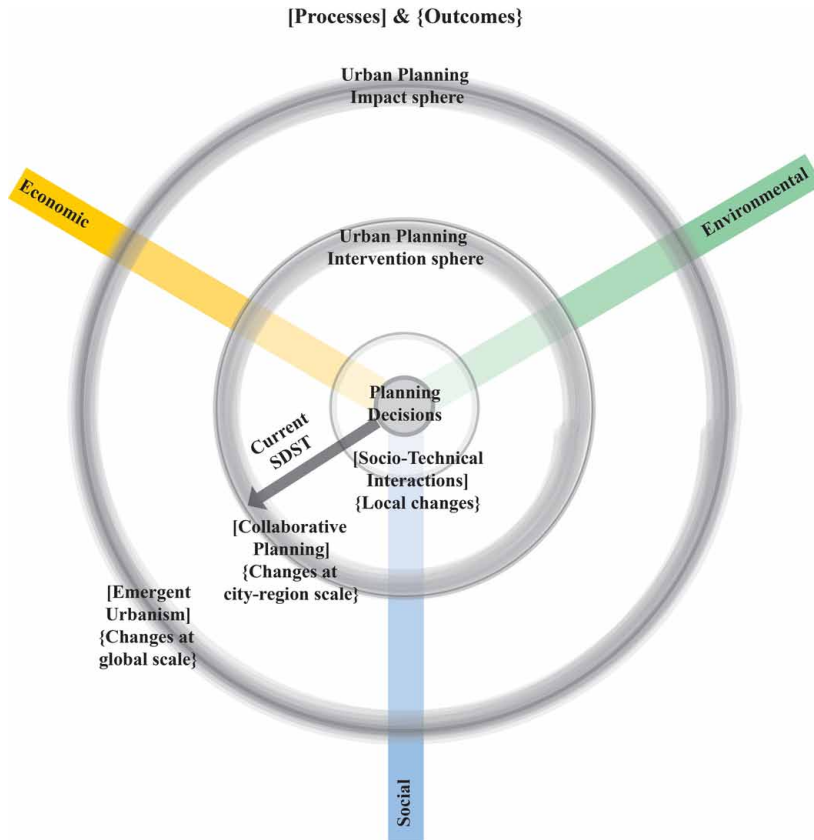 [Processes] & {Outcomes}
Urban Planning
Impact sphere
Economic
Environmental
Urban Planning
Intervention sphere
Planning
Decisions
Current
SDST
[Socio-Technical
Interactions]
{Local changes}
[Collaborative
Planning]
{Changes at
city-region scale}
[Emergent
Urbanism]
{Changes at
global scale}
Social